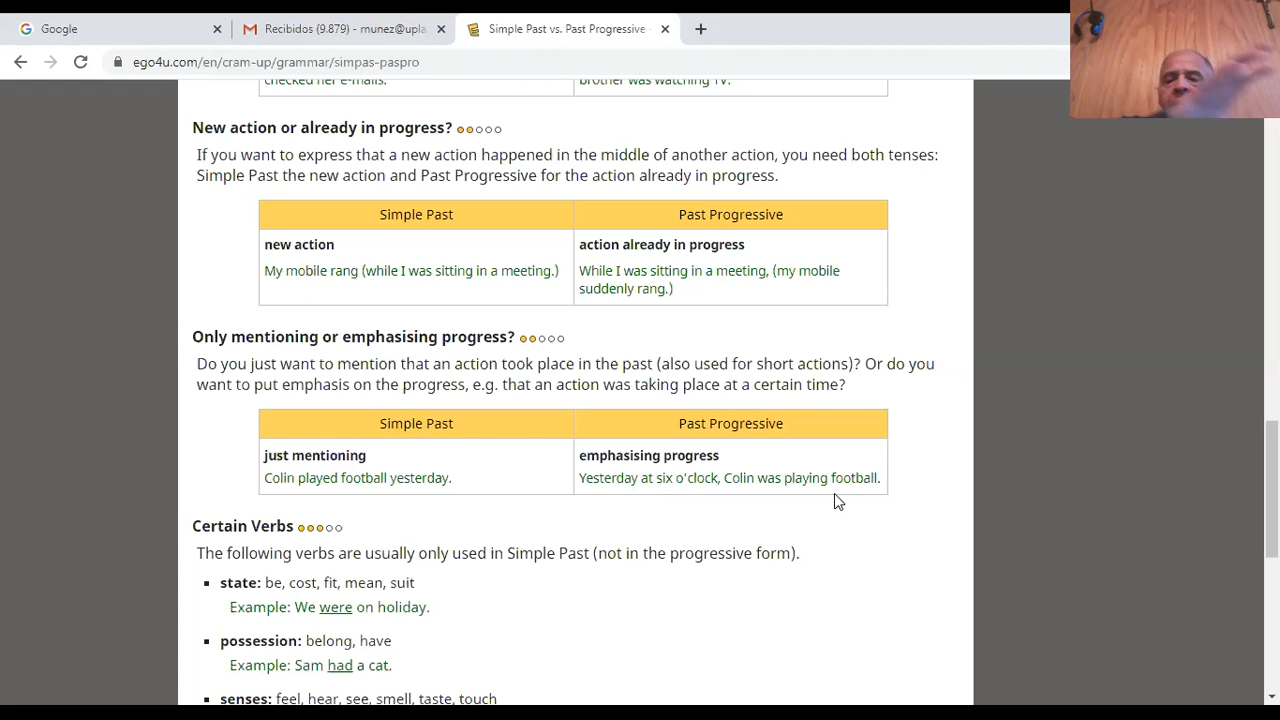 Google
Recibidos (9.879) - rnunez@upla
Simple Past vs. Past Progressive
ego4u.com/en/cram-up/grammar/simpas-paspro
checked her e-mails.
brother was watching TV.
New action or already in progress?
If you want to express that a new action happened in the middle of another action, you need both tenses:
Simple Past the new action and Past Progressive for the action already in progress.
Simple Past
Past Progressive
new action
action already in progress
My mobile rang (while I was sitting in a meeting.)
While I was sitting in a meeting, (my mobile
suddenly rang.)
Only mentioning or emphasising progress?
Do you just want to mention that an action took place in the past (also used for short actions)? Or do you
want to put emphasis on the progress, e.g. that an action was taking place at a certain time?
Simple Past
Past Progressive
just mentioning
emphasising progress
Colin played football yesterday.
Yesterday at six o'clock, Colin was playing football.
Certain Verbs
The following verbs are usually only used in Simple Past (not in the progressive form).
state: be, cost, fit, mean, suit
Example: We were on holiday.
possession: belong, have
Example: Sam had a cat.
senses: feel, hear, see, smell, taste, touch